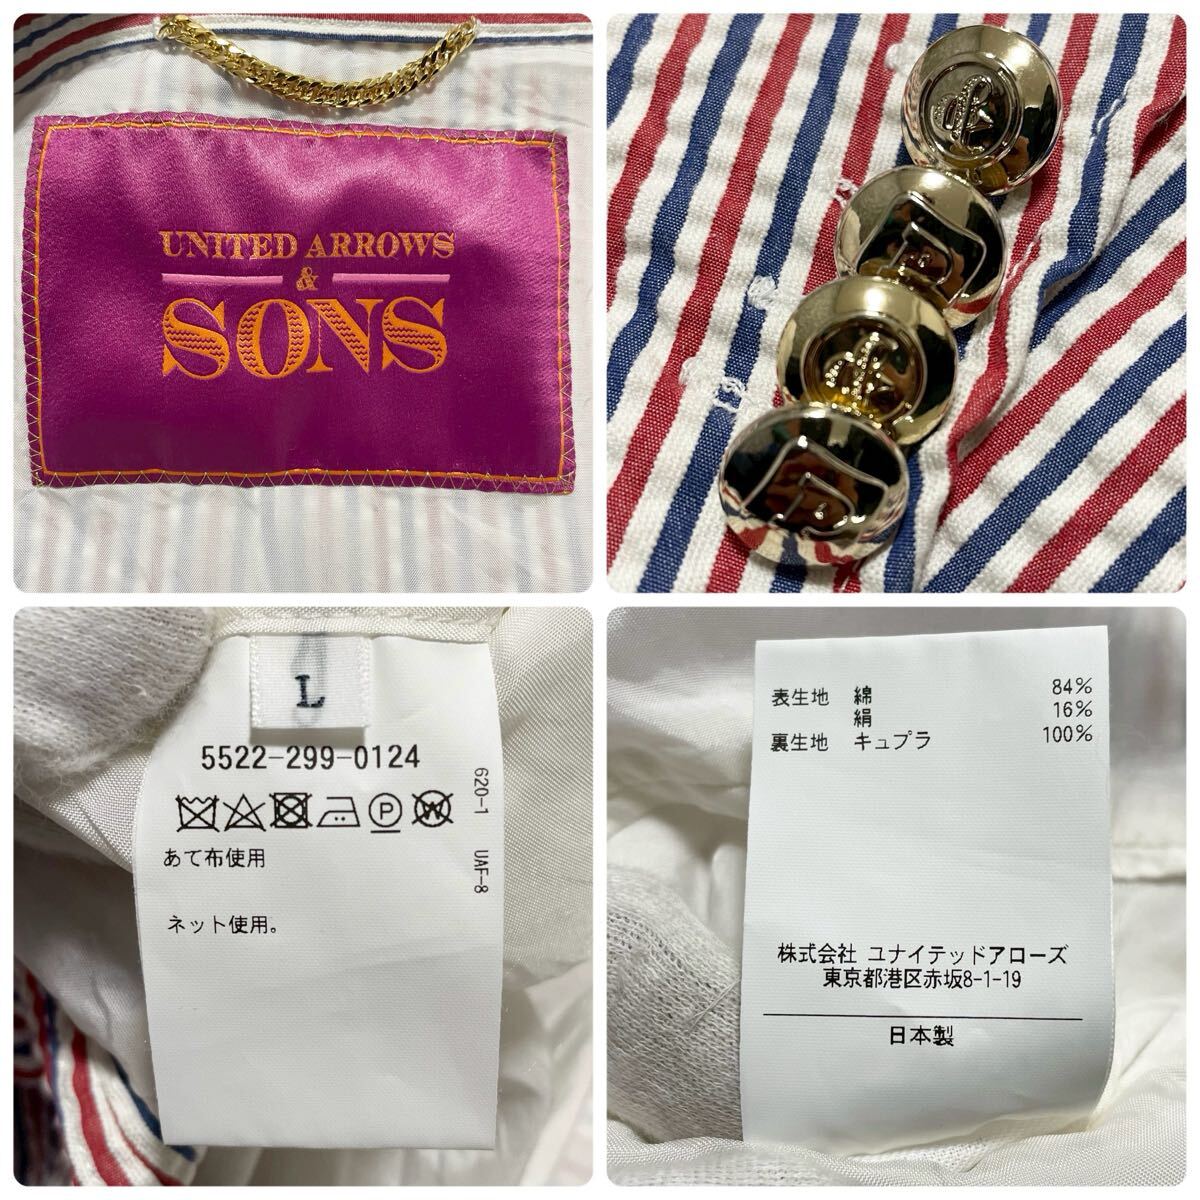 UNITED ARROWS
&
SONS
L
5522-299-0124
620-1 UAF-8
あて布使用
ネット使用。
表生地 綿 84%
絹 16%
裏生地 キュプラ 100%
株式会社 ユナイテッドアローズ
東京都港区赤坂8-1-19
日本製